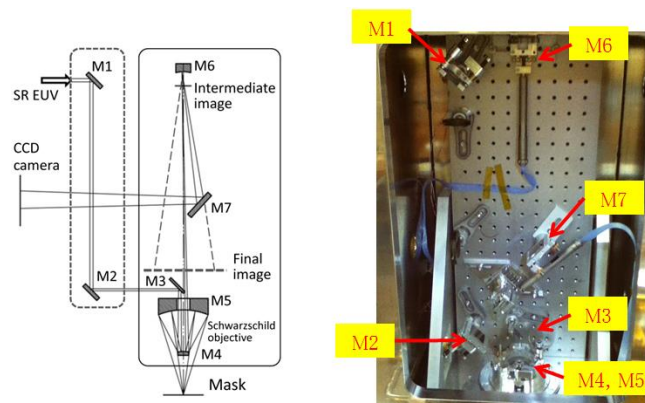 M1
SR EUV
CCD
camera
M2
M6
Intermediate
image
M7
Final
image
M3
M5
Schwarzschild
objective
M4
Mask
M1
M6
M7
M3
M2
M4, M5